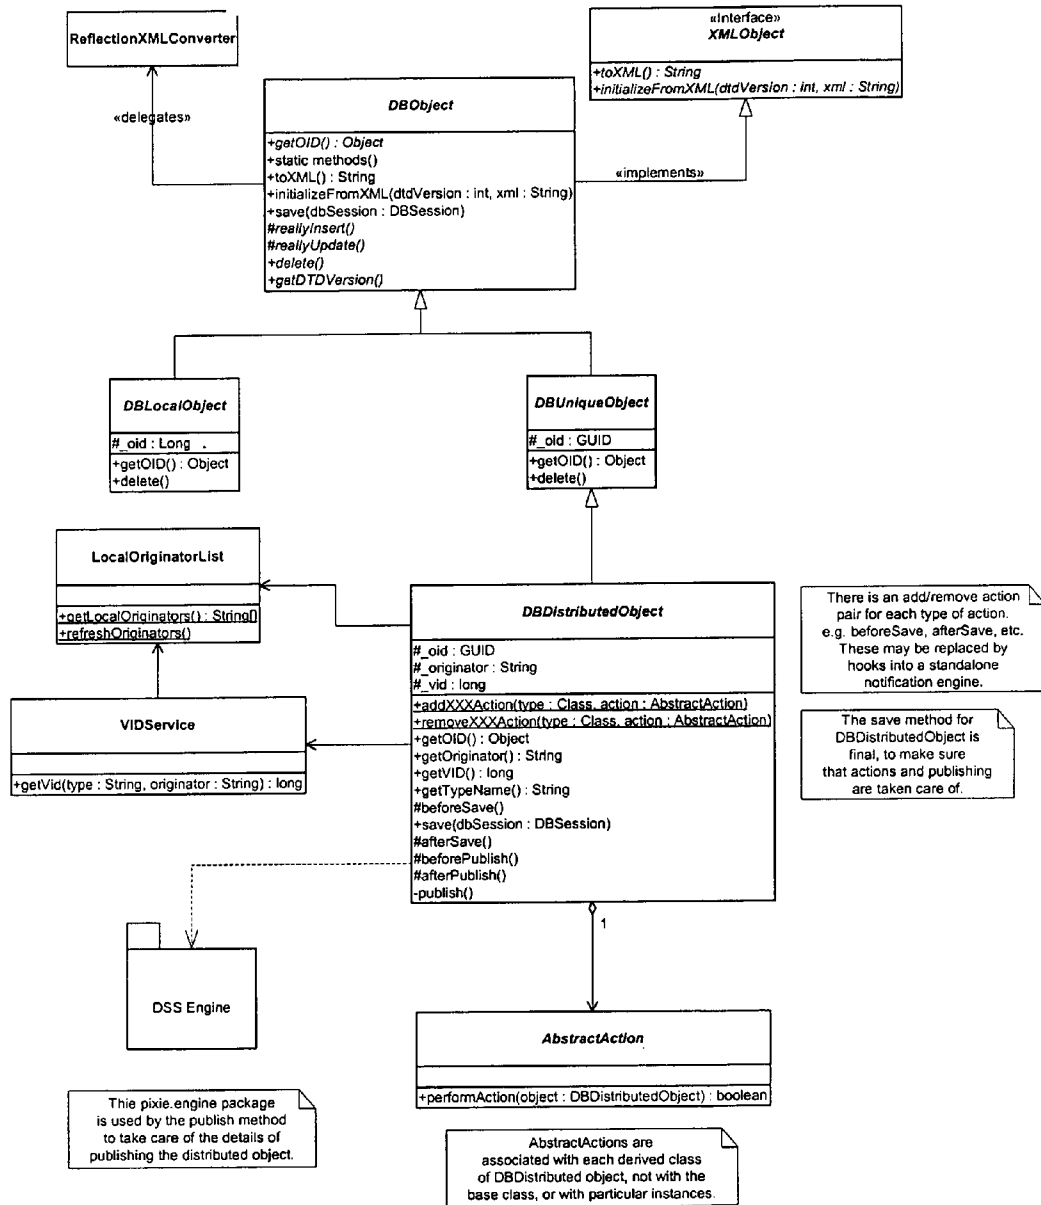 ReflectionXMLConverter
«Interface»
XMLObject
+toXML() : String
+initializeFromXML(dtdVersion : int, xml : String)
«delegates»
DBObject
+getOID() : Object
+static methods()
+toXML() : String
+initializeFromXML(dtdVersion : int, xml : String)
+save(dbSession : DBSession)
#reallyInsert()
#reallyUpdate()
+delete()
+getDTDVersion()
«implements»
DBLocalObject
#_oid : Long
+getOID() : Object
+delete()
DBUniqueObject
#_oid : GUID
+getOID() : Object
+delete()
LocalOriginatorList
+getLocalOriginators() : String[]
+refreshOriginators()
VIDService
+getVid(type : String, originator : String) : long
DBDistributedObject
#_oid : GUID
#_originator : String
#_vid : long
+addXXXAction(type : Class, action : AbstractAction)
+removeXXXAction(type : Class, action : AbstractAction)
+getOID() : Object
+getOriginator() : String
+getVID() : long
+getTypeName() : String
#beforeSave()
+save(dbSession : DBSession)
#afterSave()
#beforePublish()
#afterPublish()
-publish()
There is an add/remove action
pair for each type of action.
e.g. beforeSave, afterSave, etc.
These may be replaced by
hooks into a standalone
notification engine.
The save method for
DBDistributedObject is
final, to make sure
that actions and publishing
are taken care of.
1
DSS Engine
AbstractAction
+performAction(object : DBDistributedObject) : boolean
Thie pixie.engine package
is used by the publish method
to take care of the details of
publishing the distributed object.
AbstractActions are
associated with each derived class
of DBDistributed object, not with the
base class, or with particular instances.